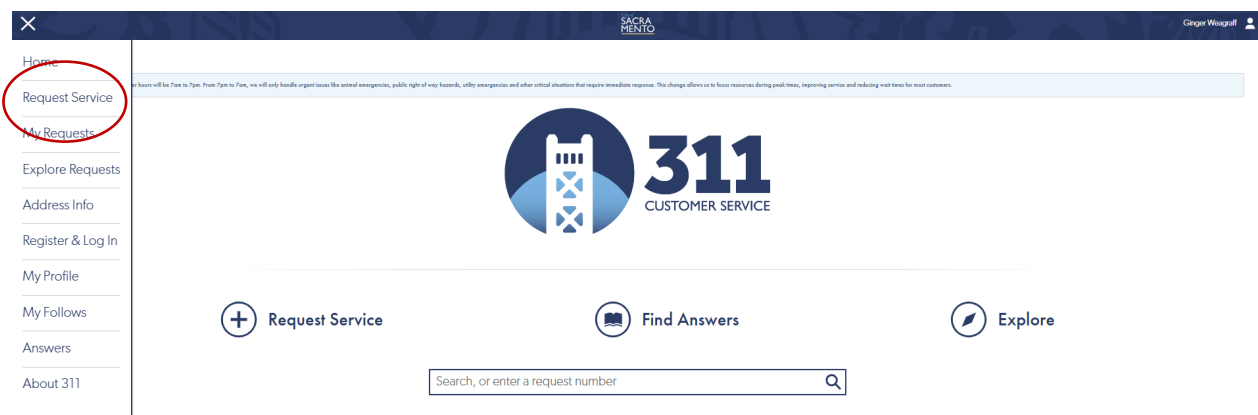 SACRA
MENTO
Ginger Weagraff
Home
Request Service
My Requests
Explore Requests
Address Info
Register & Log In
My Profile
My Follows
Answers
About 311
er hours will be 7am to 7pm. From 7pm to 7am, we will only handle urgent issues like animal emergencies, public right of way hazards, utility emergencies and other critical situations that require immediate response. This change allows us to focus resources during peak times, improving service and reducing wait-times for most customers.
311
CUSTOMER SERVICE
Request Service
Find Answers
Explore
Search, or enter a request number